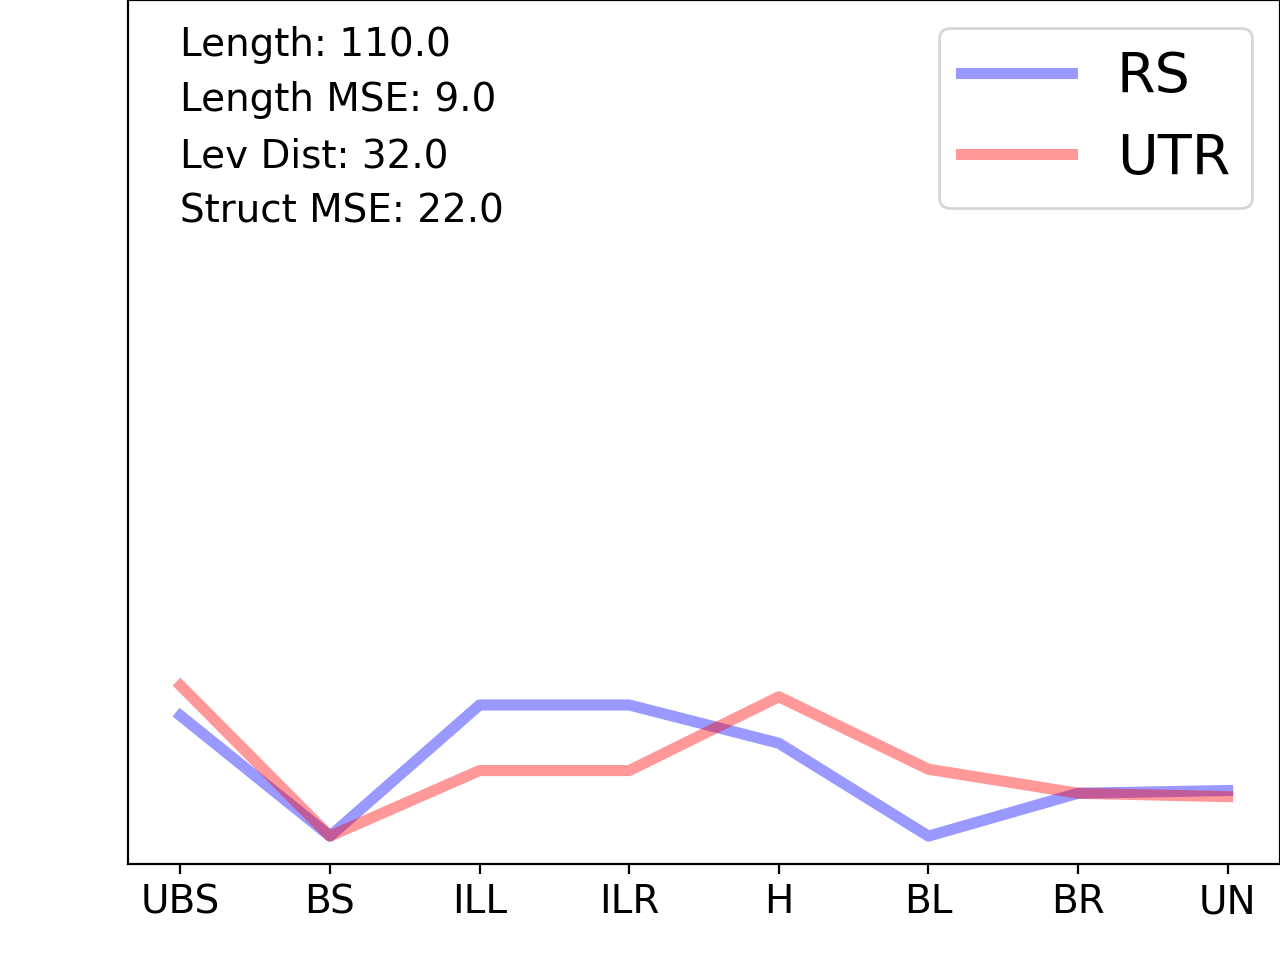 Length: 110.0
Length MSE: 9.0
Lev Dist: 32.0
Struct MSE: 22.0
RS
UTR
UBS BS ILL ILR H BL BR UN